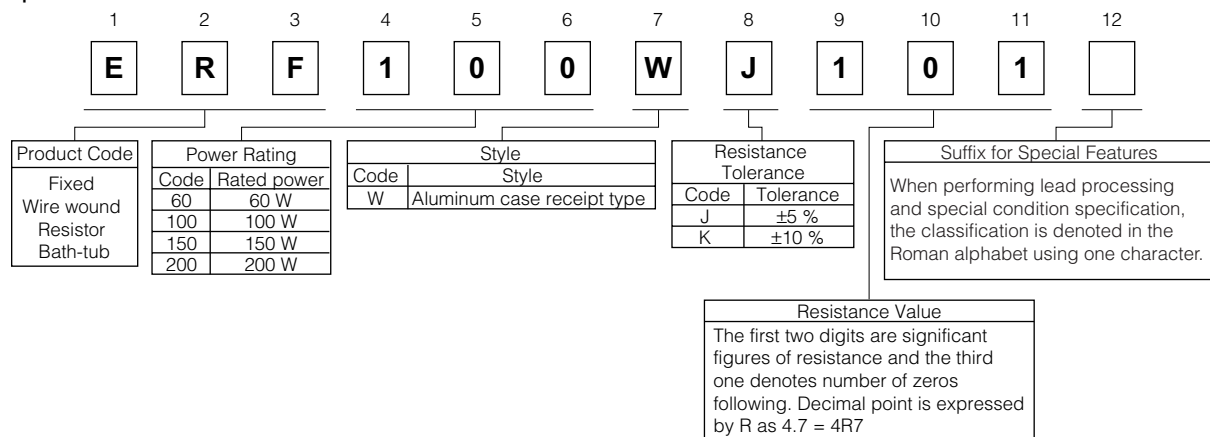 1 2 3 4 5 6 7 8 9 10 11 12
E R F 1 0 0 W J 1 0 1
Product Code
Fixed
Wire wound
Resistor
Bath-tub
Power Rating
Code Rated power
60 60 W
100 100 W
150 150 W
200 200 W
Style
Code Style
W Aluminum case receipt type
Resistance
Tolerance
Code Tolerance
J ±5 %
K ±10 %
Suffix for Special Features
When performing lead processing
and special condition specification,
the classification is denoted in the
Roman alphabet using one character.
Resistance Value
The first two digits are significant
figures of resistance and the third
one denotes number of zeros
following. Decimal point is expressed
by R as 4.7 = 4R7